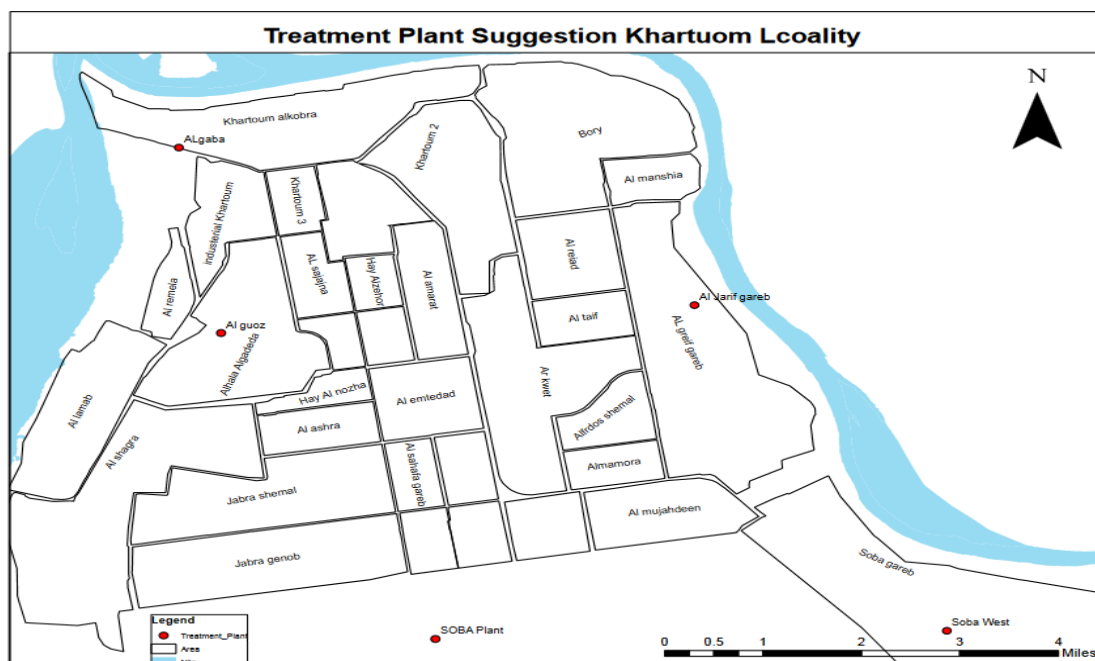 Treatment Plant Suggestion Khartuom Lcoality
N
Khartoum alkobra
ALgaba
Khartoum 2
Bory
Al manshia
industerial Khartoum
Khartoum 3
Al remela
AL sajajna
Hay Alzehor
Al amarat
Al reiad
Al Jarif gareb
Al guoz
Al taif
AL greif gareb
Alhala Algadeda
Ar kwet
Al lamab
Hay Al nozha
Al emtedad
Alfrdos shemal
Al ashra
Al shagra
Al sahafa gareb
Almamora
Jabra shemal
Al mujahdeen
Jabra genob
Soba gareb
SOBA Plant
Soba West
Legend
Treatment_Plant
Area
0 0.5 1 2 3 4
Miles